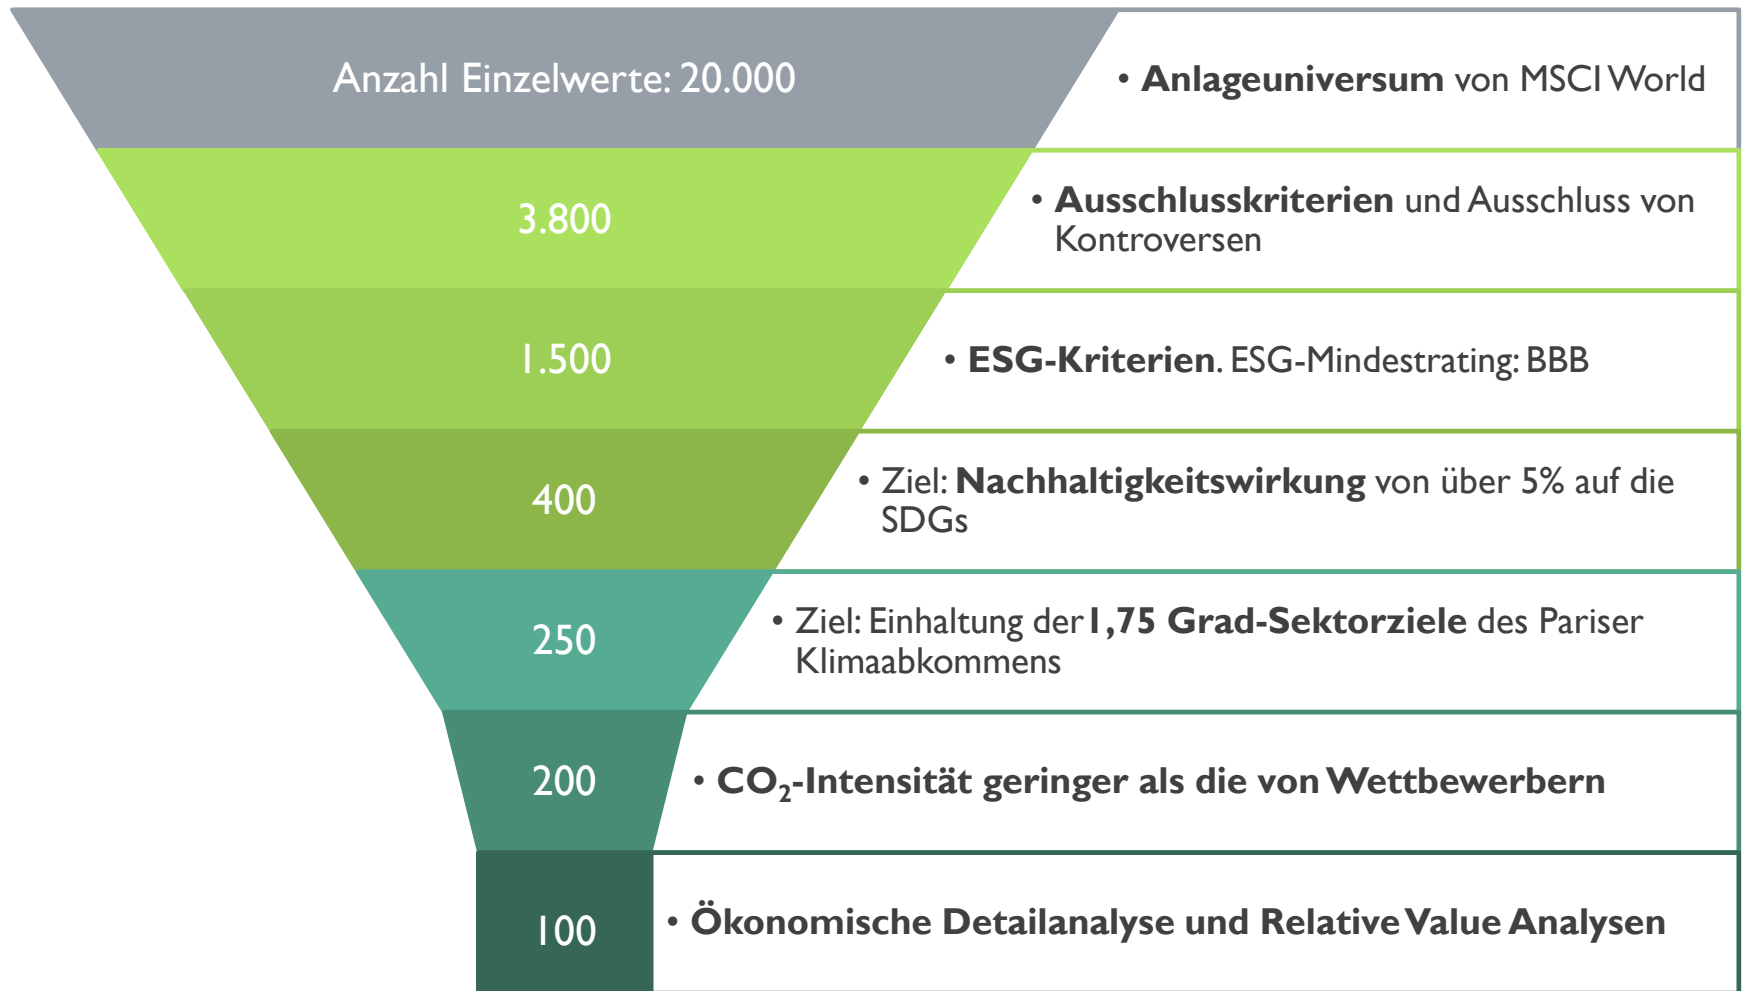 Anzahl Einzelwerte: 20.000
• Anlageuniversum von MSCI World
3.800
• Ausschlusskriterien und Ausschluss von
Kontroversen
1.500
• ESG-Kriterien. ESG-Mindestrating: BBB
400
• Ziel: Nachhaltigkeitswirkung von über 5% auf die
SDGs
250
• Ziel: Einhaltung der 1,75 Grad-Sektorziele des Pariser
Klimaabkommens
200
• CO₂-Intensität geringer als die von Wettbewerbern
100
• Ökonomische Detailanalyse und Relative Value Analysen